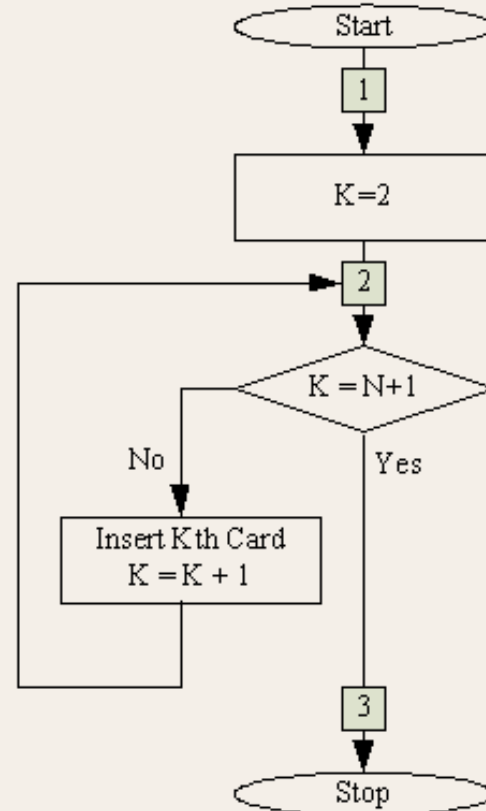 Start
1
K=2
2
K = N+1
No
Yes
Insert Kth Card
K = K + 1
3
Stop